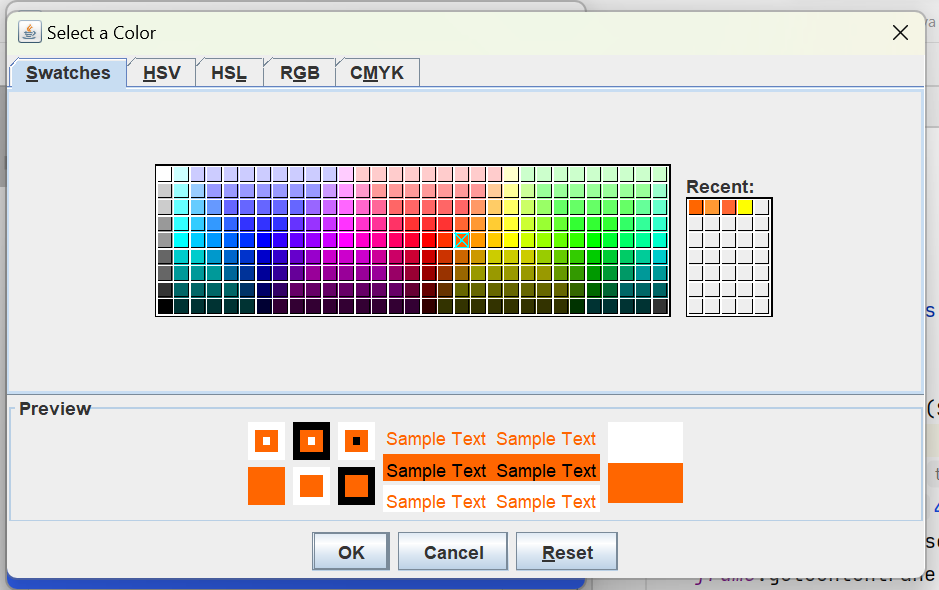 Select a Color
Swatches HSV HSL RGB CMYK
Recent:
Preview
Sample Text Sample Text
Sample Text Sample Text
Sample Text Sample Text
OK Cancel Reset